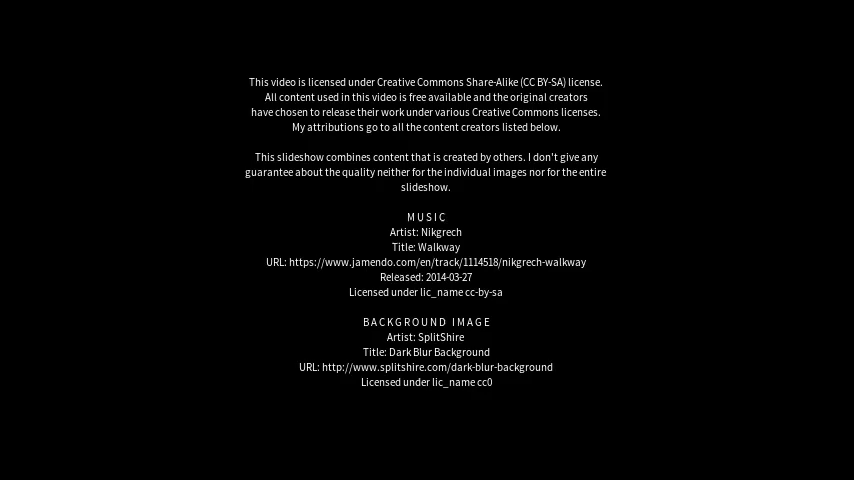 This video is licensed under Creative Commons Share-Alike (CC BY-SA) license.
All content used in this video is free available and the original creators
have chosen to release their work under various Creative Commons licenses.
My attributions go to all the content creators listed below.
This slideshow combines content that is created by others. I don't give any
guarantee about the quality neither for the individual images nor for the entire
slideshow.
MUSIC
Artist: Nikgrech
Title: Walkway
URL: https://www.jamendo.com/en/track/1114518/nikgrech-walkway
Released: 2014-03-27
Licensed under lic_name cc-by-sa
BACKGROUND IMAGE
Artist: SplitShire
Title: Dark Blur Background
URL: http://www.splitshire.com/dark-blur-background
Licensed under lic_name cc0